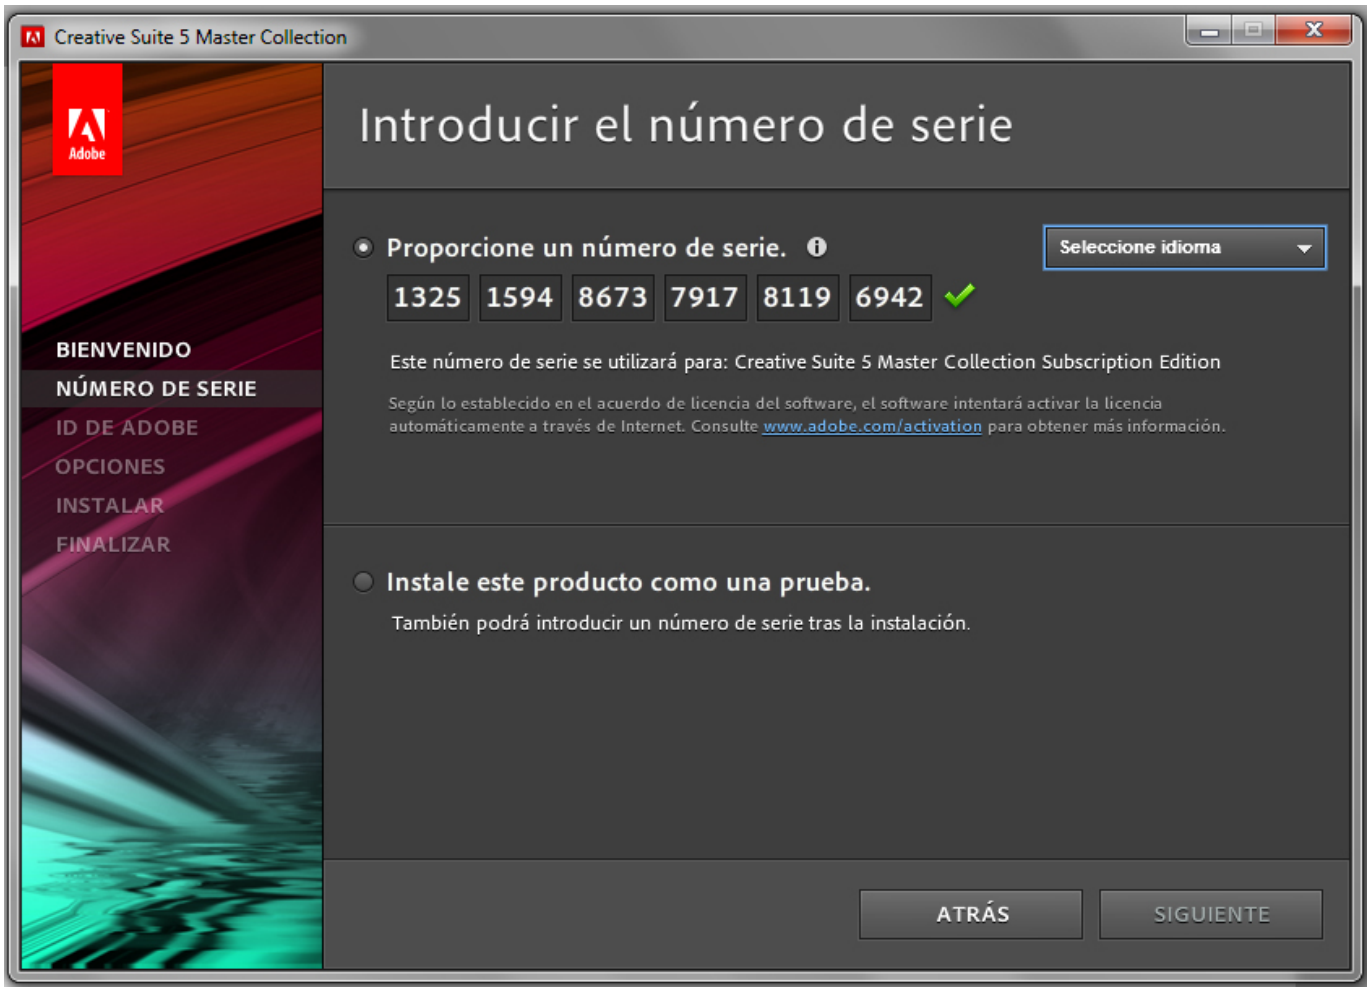 Creative Suite 5 Master Collection
Adobe
Introducir el número de serie
Proporcione un número de serie.
Seleccione idioma
1325 1594 8673 7917 8119 6942
Este número de serie se utilizará para: Creative Suite 5 Master Collection Subscription Edition
Según lo establecido en el acuerdo de licencia del software, el software intentará activar la licencia
automáticamente a través de Internet. Consulte www.adobe.com/activation para obtener más información.
BIENVENIDO
NÚMERO DE SERIE
ID DE ADOBE
OPCIONES
INSTALAR
FINALIZAR
Instale este producto como una prueba.
También podrá introducir un número de serie tras la instalación.
ATRÁS
SIGUIENTE